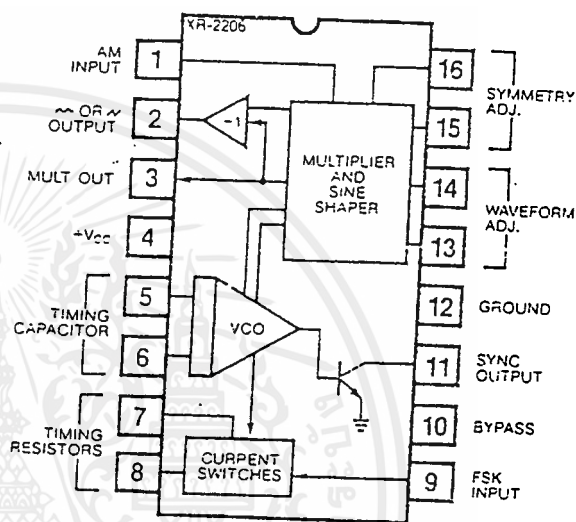 XR-2206
AM
INPUT
1
~ OR ~
OUTPUT
2
MULT OUT
3
+Vcc
4
TIMING
CAPACITOR
5
6
TIMING
RESISTORS
7
8
-1
MULTIPLIER
AND
SINE
SHAPER
VCO
CURRENT
SWITCHES
16
SYMMETRY
ADJ.
15
14
WAVEFORM
ADJ.
13
12
GROUND
11
SYNC
OUTPUT
10
BYPASS
9
FSK
INPUT